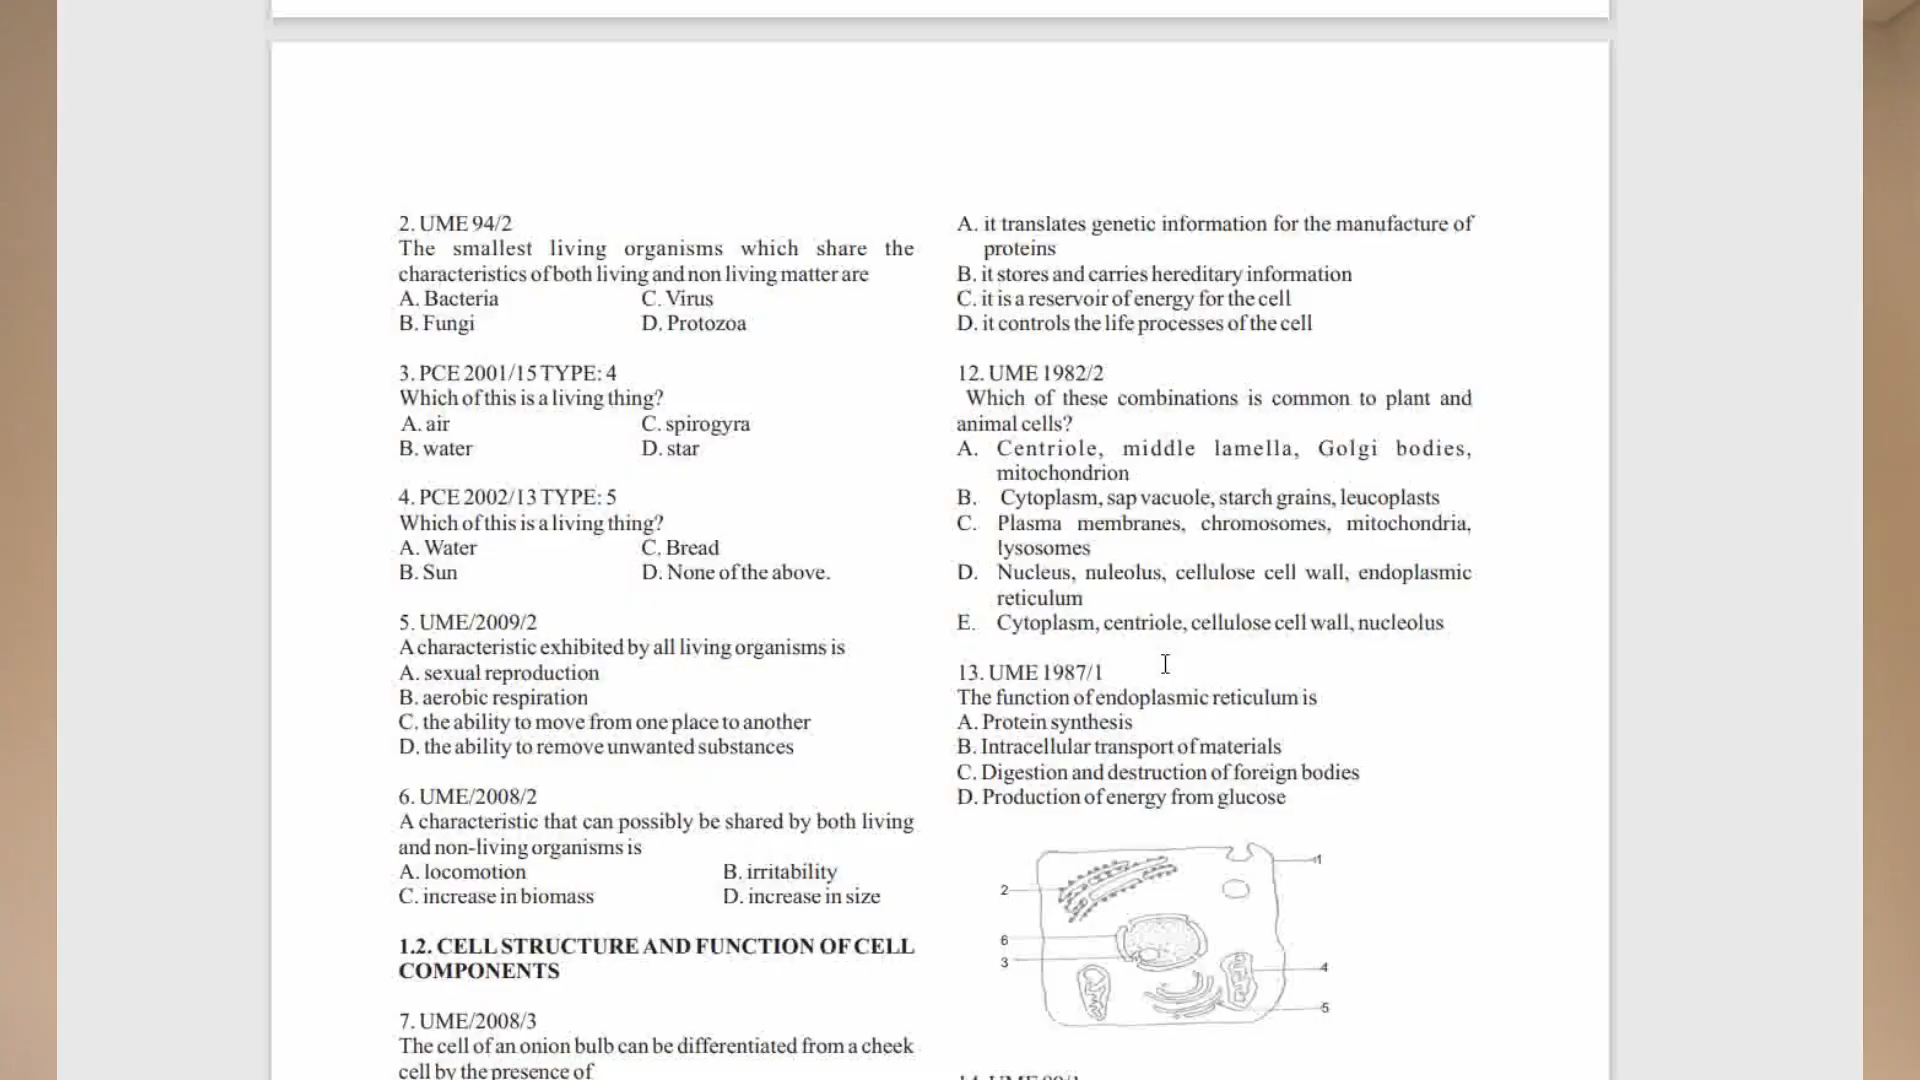 2. UME 94/2
The smallest living organisms which share the
characteristics of both living and non living matter are
A. Bacteria C. Virus
B. Fungi D. Protozoa
3. PCE 2001/15 TYPE: 4
Which of this is a living thing?
A. air C. spirogyra
B. water D. star
4. PCE 2002/13 TYPE: 5
Which of this is a living thing?
A. Water C. Bread
B. Sun D. None of the above.
5. UME/2009/2
A characteristic exhibited by all living organisms is
A. sexual reproduction
B. aerobic respiration
C. the ability to move from one place to another
D. the ability to remove unwanted substances
6. UME/2008/2
A characteristic that can possibly be shared by both living
and non-living organisms is
A. locomotion B. irritability
C. increase in biomass D. increase in size
1.2. CELL STRUCTURE AND FUNCTION OF CELL
COMPONENTS
7. UME/2008/3
The cell of an onion bulb can be differentiated from a cheek
cell by the presence of
A. it translates genetic information for the manufacture of
proteins
B. it stores and carries hereditary information
C. it is a reservoir of energy for the cell
D. it controls the life processes of the cell
12. UME 1982/2
Which of these combinations is common to plant and
animal cells?
A. Centriole, middle lamella, Golgi bodies,
mitochondrion
B. Cytoplasm, sap vacuole, starch grains, leucoplasts
C. Plasma membranes, chromosomes, mitochondria,
lysosomes
D. Nucleus, nuleolus, cellulose cell wall, endoplasmic
reticulum
E. Cytoplasm, centriole, cellulose cell wall, nucleolus
13. UME 1987/1
The function of endoplasmic reticulum is
A. Protein synthesis
B. Intracellular transport of materials
C. Digestion and destruction of foreign bodies
D. Production of energy from glucose
1
2
6
3
4
5